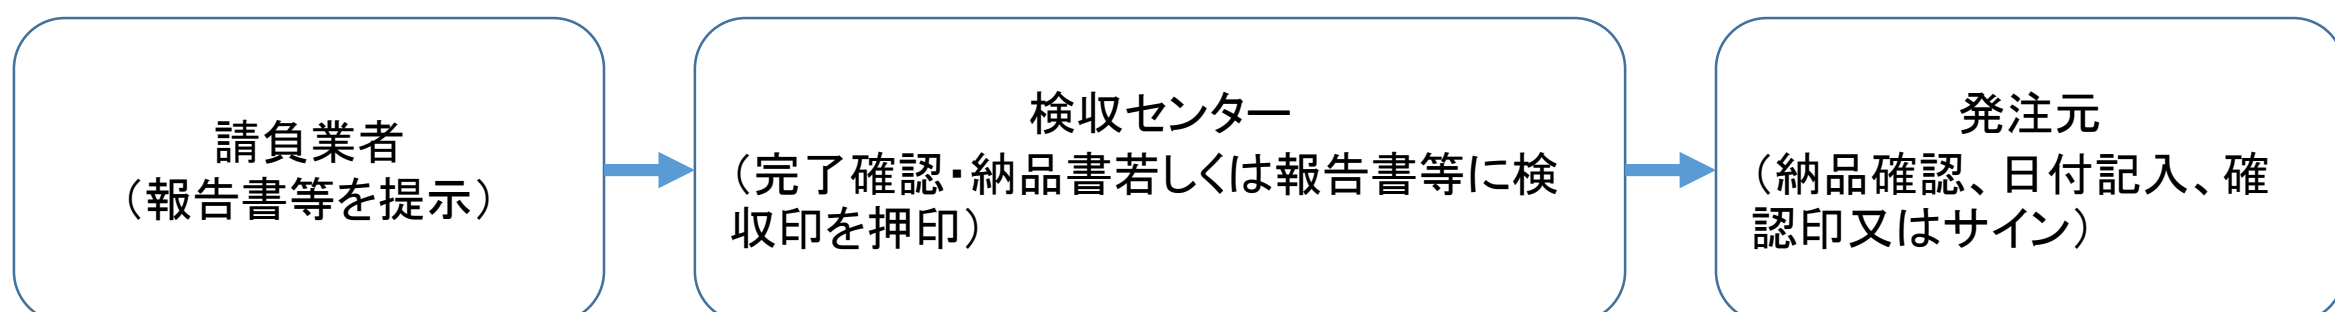 請負業者
（報告書等を提示）
検収センター
（完了確認・納品書若しくは報告書等に検
収印を押印）
発注元
（納品確認、日付記入、確
認印又はサイン）